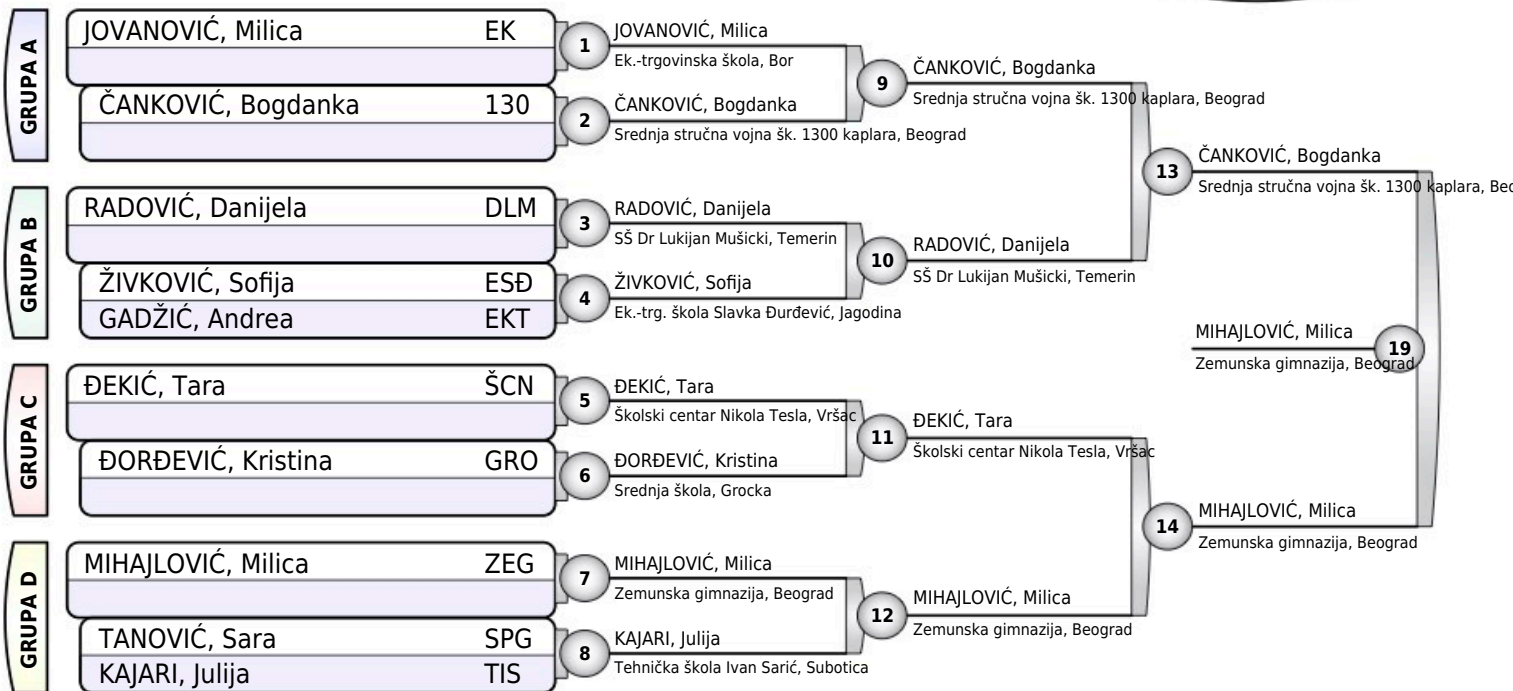 GRUPA A
JOVANOVIĆ, Milica EK
ČANKOVIĆ, Bogdanka 130
1
JOVANOVIĆ, Milica
Ek.-trgovinska škola, Bor
2
ČANKOVIĆ, Bogdanka
Srednja stručna vojna šk. 1300 kaplara, Beograd
9
ČANKOVIĆ, Bogdanka
Srednja stručna vojna šk. 1300 kaplara, Beograd
GRUPA B
RADOVIĆ, Danijela DLM
ŽIVKOVIĆ, Sofija ESĐ
GADŽIĆ, Andrea EKT
3
RADOVIĆ, Danijela
SŠ Dr Lukijan Mušicki, Temerin
4
ŽIVKOVIĆ, Sofija
Ek.-trg. škola Slavka Đurđević, Jagodina
10
RADOVIĆ, Danijela
SŠ Dr Lukijan Mušicki, Temerin
13
ČANKOVIĆ, Bogdanka
Srednja stručna vojna šk. 1300 kaplara, Beo
GRUPA C
ĐEKIĆ, Tara ŠCN
ĐORĐEVIĆ, Kristina GRO
5
ĐEKIĆ, Tara
Školski centar Nikola Tesla, Vršac
6
ĐORĐEVIĆ, Kristina
Srednja škola, Grocka
11
ĐEKIĆ, Tara
Školski centar Nikola Tesla, Vršac
GRUPA D
MIHAJLOVIĆ, Milica ZEG
TANOVIĆ, Sara SPG
KAJARI, Julija TIS
7
MIHAJLOVIĆ, Milica
Zemunska gimnazija, Beograd
8
KAJARI, Julija
Tehnička škola Ivan Sarić, Subotica
12
MIHAJLOVIĆ, Milica
Zemunska gimnazija, Beograd
14
MIHAJLOVIĆ, Milica
Zemunska gimnazija, Beograd
MIHAJLOVIĆ, Milica
19
Zemunska gimnazija, Beograd